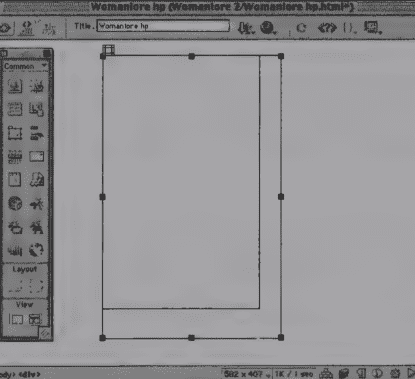 Womanlore hp (Womanlore 2/Womanlore hp.html*)
Title: Womanlore hp
Common
Layout
View
<body> <div>
582 x 407 1K / 1 sec